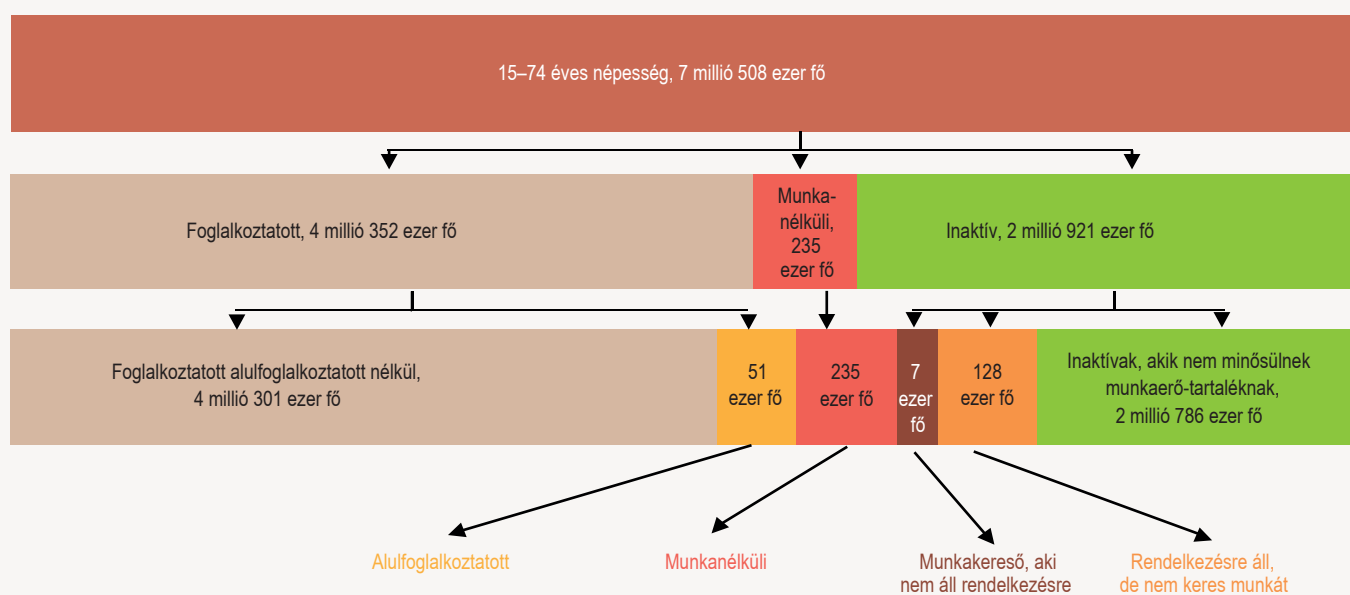 15–74 éves népesség, 7 millió 508 ezer fő
Foglalkoztatott, 4 millió 352 ezer fő
Munka-
nélküli,
235
ezer fő
Inaktív, 2 millió 921 ezer fő
Foglalkoztatott alulfoglalkoztatott nélkül,
4 millió 301 ezer fő
51
ezer fő
235
ezer fő
7
ezer
fő
128
ezer fő
Inaktívak, akik nem minősülnek
munkaerő-tartaléknak,
2 millió 786 ezer fő
Alulfoglalkoztatott
Munkanélküli
Munkakereső, aki
nem áll rendelkezésre
Rendelkezésre áll,
de nem keres munkát